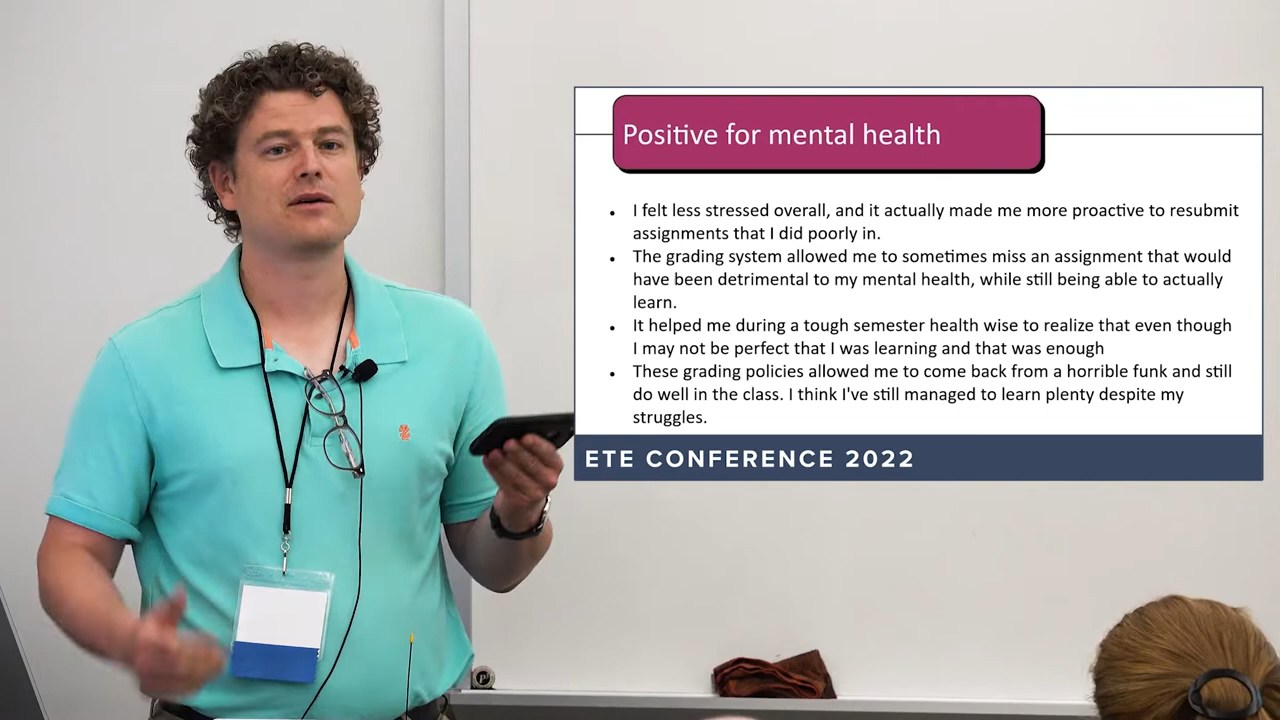 Positive for mental health
I felt less stressed overall, and it actually made me more proactive to resubmit
assignments that I did poorly in.
The grading system allowed me to sometimes miss an assignment that would
have been detrimental to my mental health, while still being able to actually
learn.
It helped me during a tough semester health wise to realize that even though
I may not be perfect that I was learning and that was enough
These grading policies allowed me to come back from a horrible funk and still
do well in the class. I think I've still managed to learn plenty despite my
struggles.
ETE CONFERENCE 2022